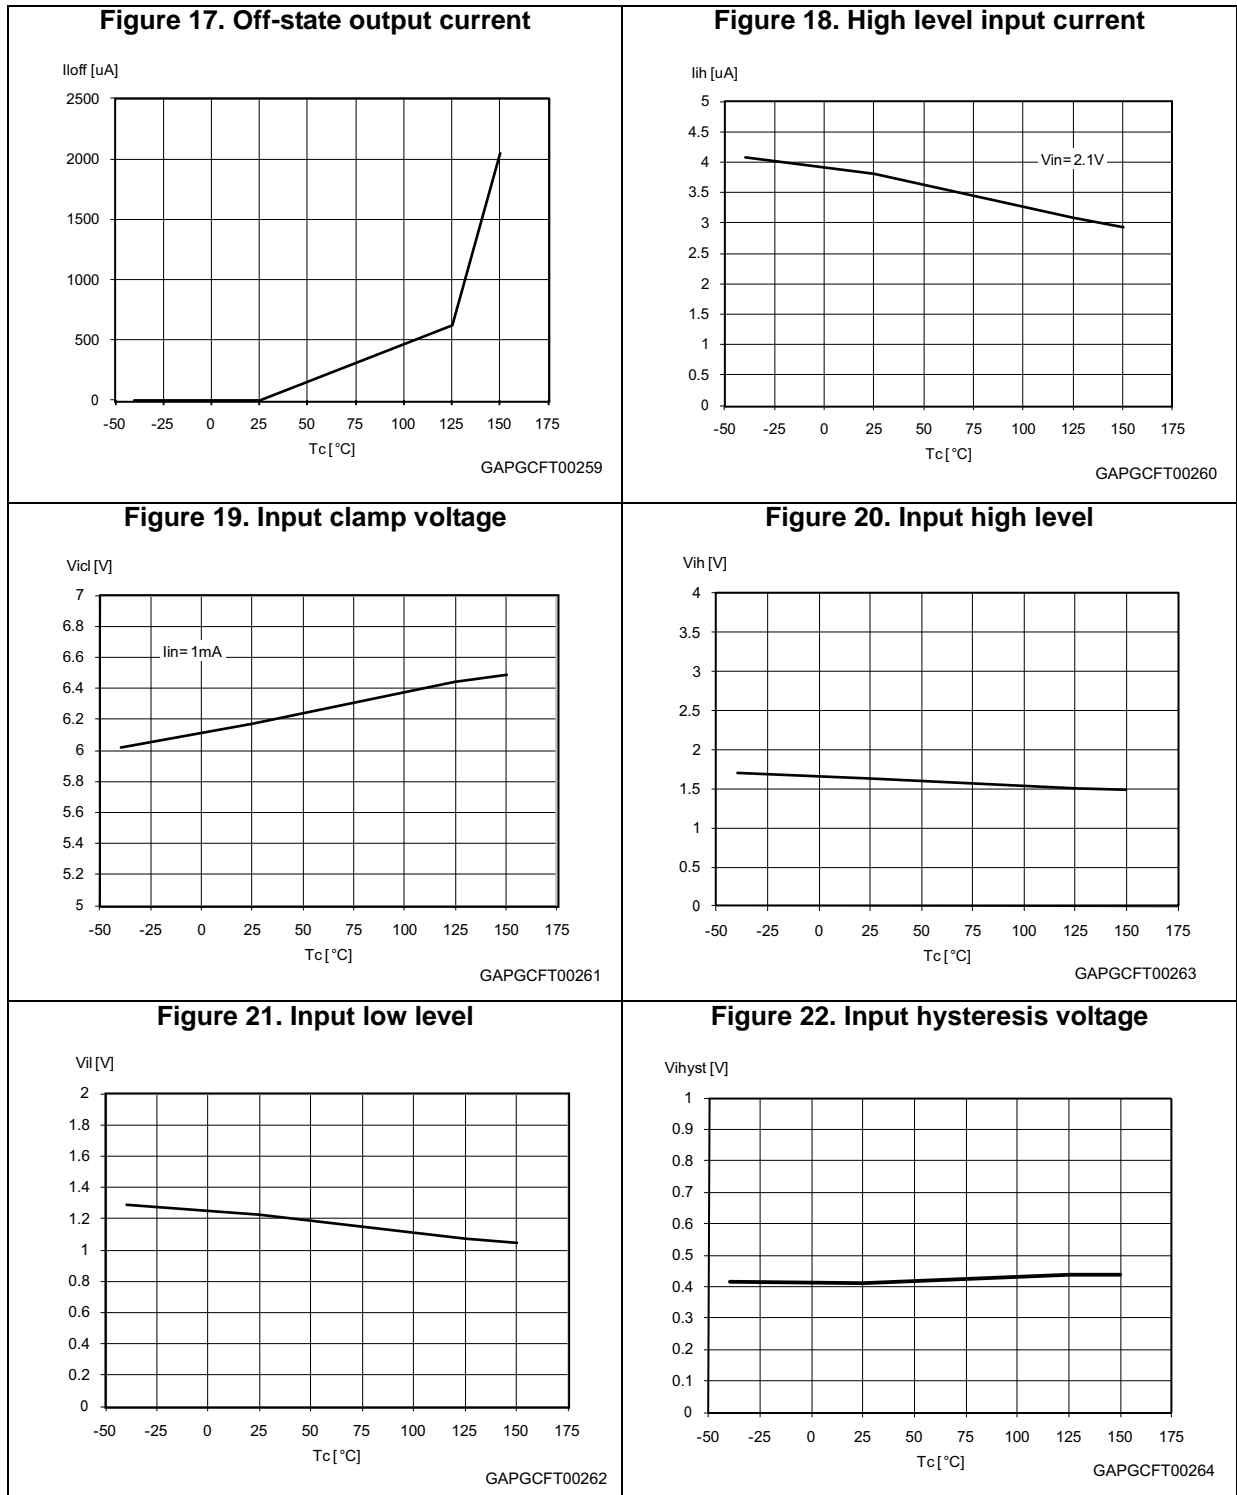 Figure 17. Off-state output current
Iloff [uA]
2500
2000
1500
1000
500
0
-50 -25 0 25 50 75 100 125 150 175
Tc [°C]
GAPGCFT00259
Figure 18. High level input current
Iih [uA]
5
4.5
4
3.5
3
2.5
2
1.5
1
0.5
0
Vin= 2.1V
-50 -25 0 25 50 75 100 125 150 175
Tc [°C]
GAPGCFT00260
Figure 19. Input clamp voltage
Vicl [V]
7
6.8
6.6
6.4
6.2
6
5.8
5.6
5.4
5.2
5
Iin= 1mA
-50 -25 0 25 50 75 100 125 150 175
Tc [°C]
GAPGCFT00261
Figure 20. Input high level
Vih [V]
4
3.5
3
2.5
2
1.5
1
0.5
0
-50 -25 0 25 50 75 100 125 150 175
Tc [°C]
GAPGCFT00263
Figure 21. Input low level
Vil [V]
2
1.8
1.6
1.4
1.2
1
0.8
0.6
0.4
0.2
0
-50 -25 0 25 50 75 100 125 150 175
Tc [°C]
GAPGCFT00262
Figure 22. Input hysteresis voltage
Vihyst [V]
1
0.9
0.8
0.7
0.6
0.5
0.4
0.3
0.2
0.1
0
-50 -25 0 25 50 75 100 125 150 175
Tc [°C]
GAPGCFT00264